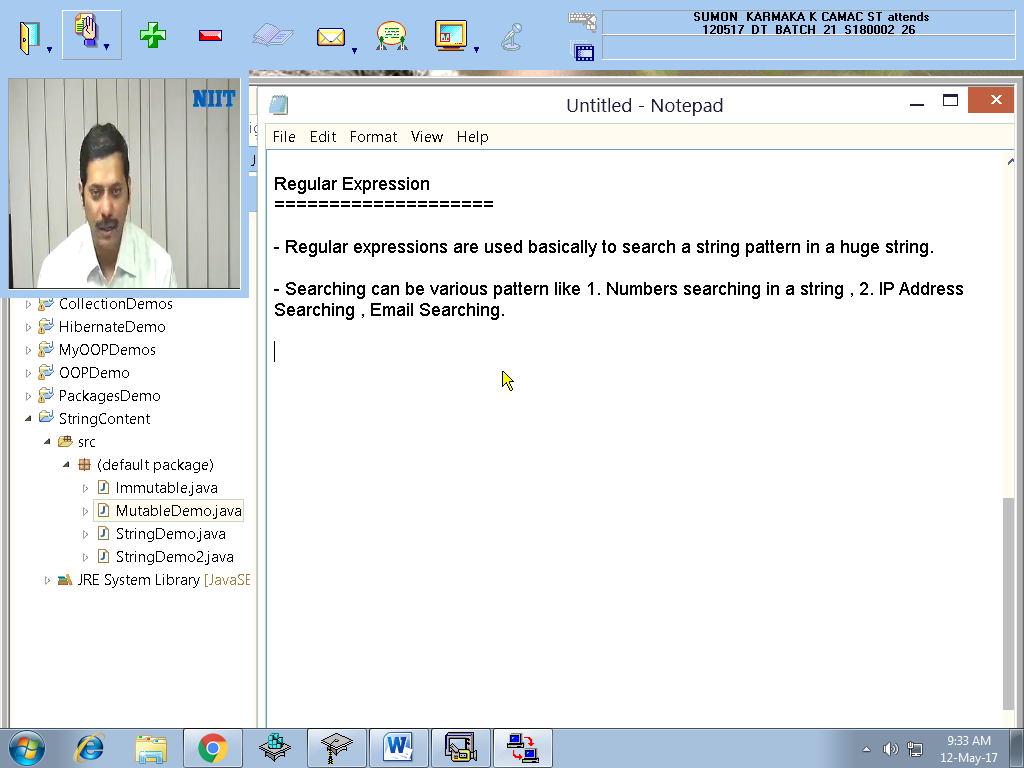 SUMON KARMAKA K CAMAC ST attends
120517 DT BATCH 21 S180002 26
NIIT
Untitled - Notepad
File Edit Format View Help
Regular Expression
====================
- Regular expressions are used basically to search a string pattern in a huge string.
- Searching can be various pattern like 1. Numbers searching in a string , 2. IP Address
Searching , Email Searching.
CollectionDemos
HibernateDemo
MyOOPDemos
OOPDemo
PackagesDemo
StringContent
src
(default package)
Immutable.java
MutableDemo.java
StringDemo.java
StringDemo2.java
JRE System Library [JavaSE
9:33 AM
12-May-17